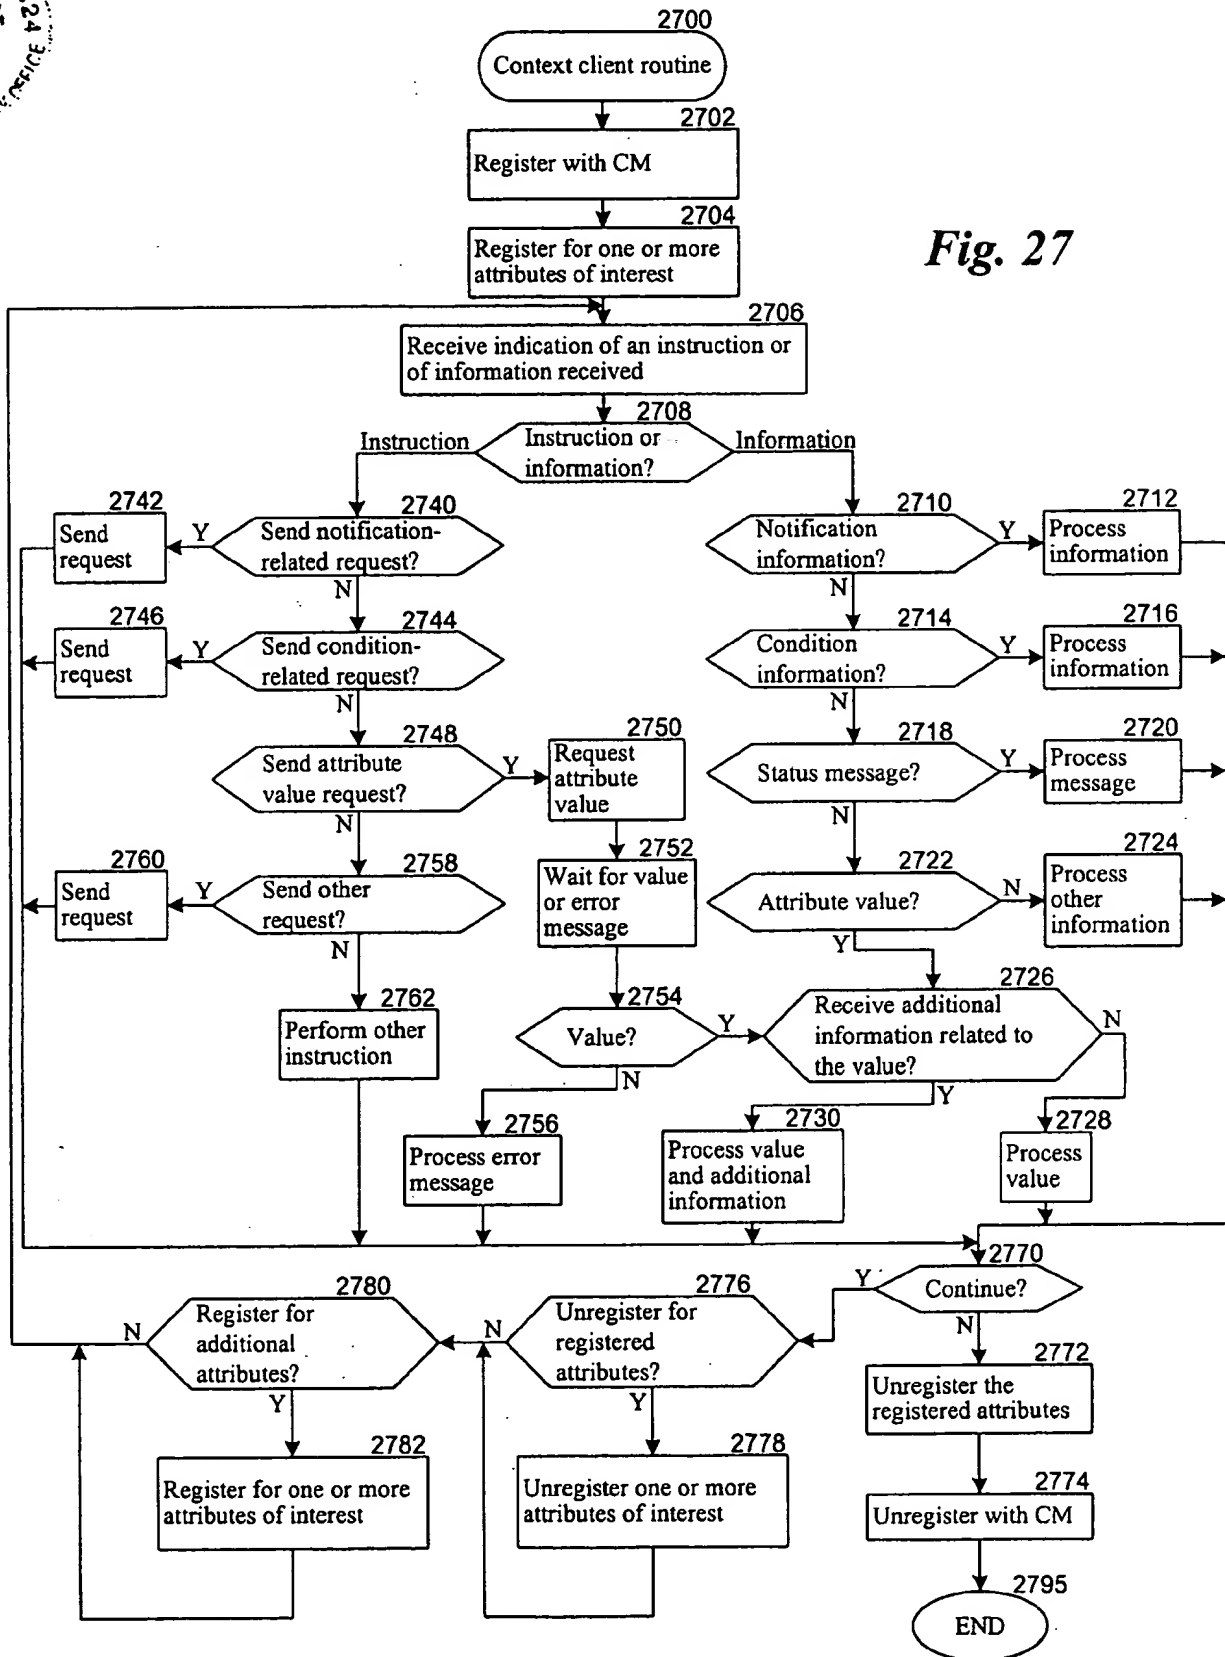 2700
Context client routine
2702
Register with CM
2704
Register for one or more
attributes of interest
Fig. 27
2706
Receive indication of an instruction or
of information received
2708
Instruction or
information?
Instruction
Information
2742
Send
request
Y
2740
Send notification-
related request?
N
2710
Notification
information?
Y
N
2712
Process
information
2746
Send
request
Y
2744
Send condition-
related request?
N
2714
Condition
information?
Y
N
2716
Process
information
2748
Send attribute
value request?
Y
N
2750
Request
attribute
value
2718
Status message?
Y
N
2720
Process
message
2760
Send
request
Y
2758
Send other
request?
N
2752
Wait for value
or error
message
2722
Attribute value?
N
Y
2724
Process
other
information
2762
Perform other
instruction
2754
Value?
Y
N
2726
Receive additional
information related to
the value?
N
Y
2756
Process error
message
2730
Process value
and additional
information
2728
Process
value
2770
Continue?
Y
N
2780
Register for
additional
attributes?
N
Y
2776
Unregister for
registered
attributes?
N
Y
2772
Unregister the
registered attributes
2782
Register for one or more
attributes of interest
2778
Unregister one or more
attributes of interest
2774
Unregister with CM
2795
END